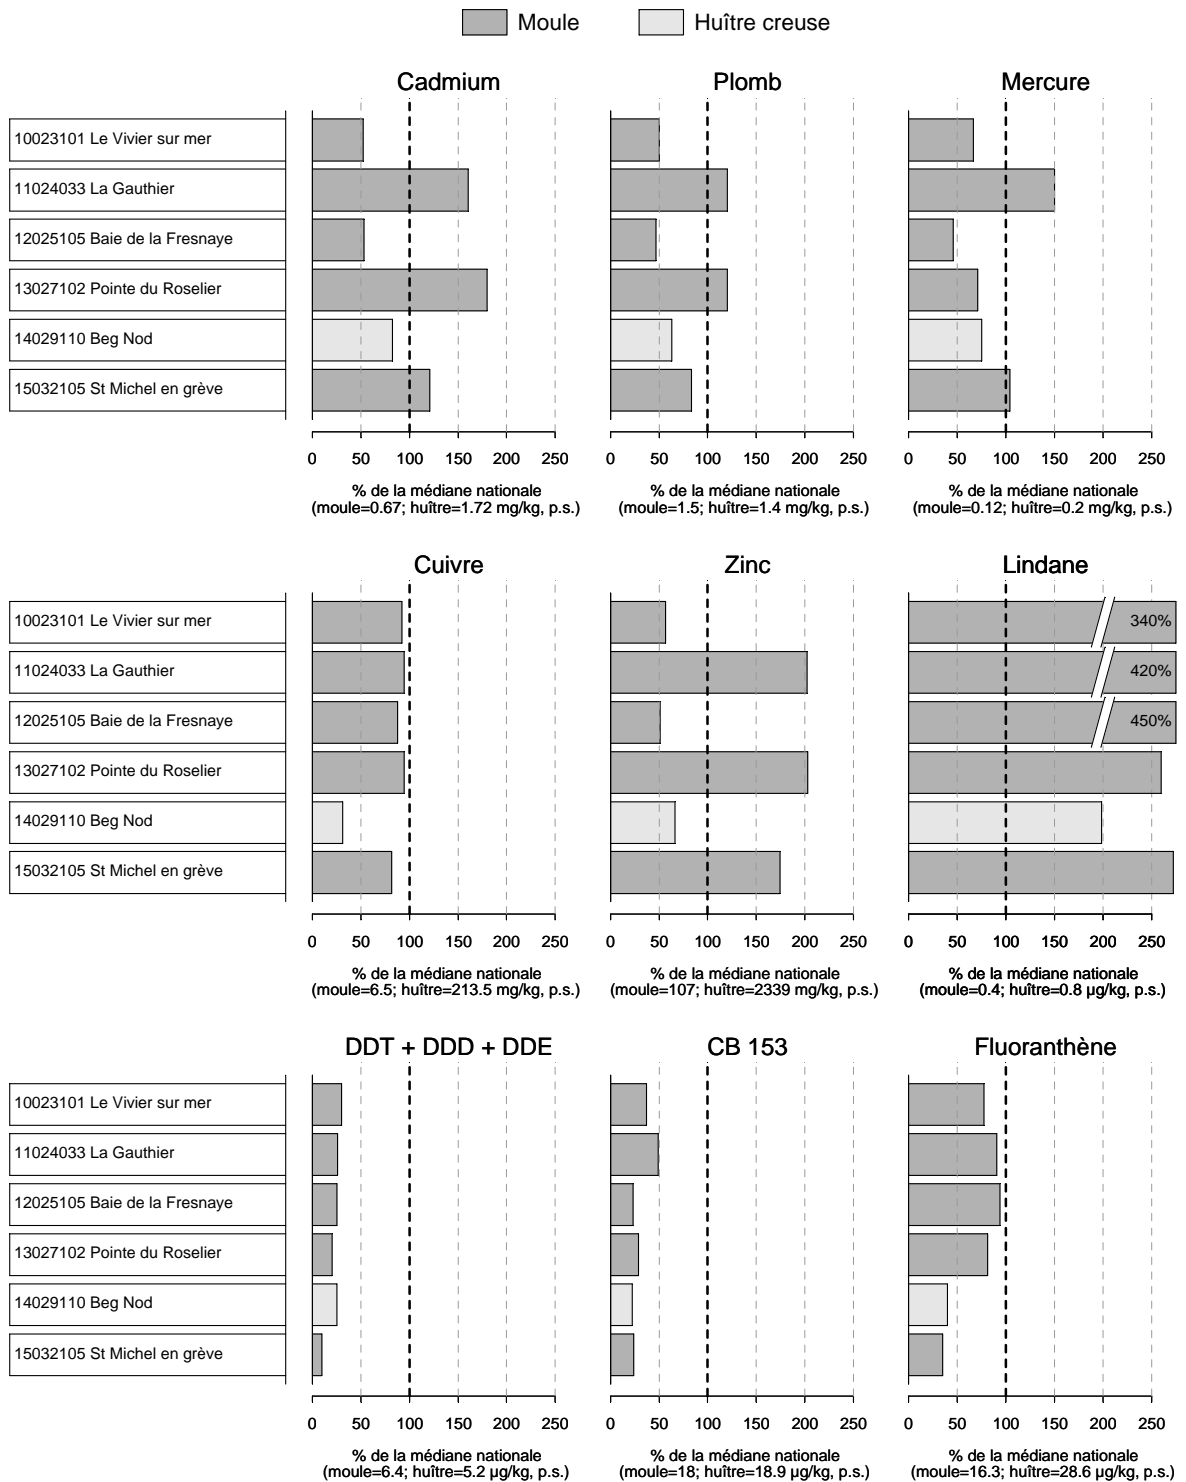 Moule
Huître creuse
Cadmium
Plomb
Mercure
10023101 Le Vivier sur mer
11024033 La Gauthier
12025105 Baie de la Fresnaye
13027102 Pointe du Roselier
14029110 Beg Nod
15032105 St Michel en grève
0 50 100 150 200 250
0 50 100 150 200 250
0 50 100 150 200 250
% de la médiane nationale
(moule=0.67; huître=1.72 mg/kg, p.s.)
% de la médiane nationale
(moule=1.5; huître=1.4 mg/kg, p.s.)
% de la médiane nationale
(moule=0.12; huître=0.2 mg/kg, p.s.)
Cuivre
Zinc
Lindane
10023101 Le Vivier sur mer
340%
11024033 La Gauthier
420%
12025105 Baie de la Fresnaye
450%
13027102 Pointe du Roselier
14029110 Beg Nod
15032105 St Michel en grève
0 50 100 150 200 250
0 50 100 150 200 250
0 50 100 150 200 250
% de la médiane nationale
(moule=6.5; huître=213.5 mg/kg, p.s.)
% de la médiane nationale
(moule=107; huître=2339 mg/kg, p.s.)
% de la médiane nationale
(moule=0.4; huître=0.8 µg/kg, p.s.)
DDT + DDD + DDE
CB 153
Fluoranthène
10023101 Le Vivier sur mer
11024033 La Gauthier
12025105 Baie de la Fresnaye
13027102 Pointe du Roselier
14029110 Beg Nod
15032105 St Michel en grève
0 50 100 150 200 250
0 50 100 150 200 250
0 50 100 150 200 250
% de la médiane nationale
(moule=6.4; huître=5.2 µg/kg, p.s.)
% de la médiane nationale
(moule=18; huître=18.9 µg/kg, p.s.)
% de la médiane nationale
(moule=16.3; huître=28.6 µg/kg, p.s.)